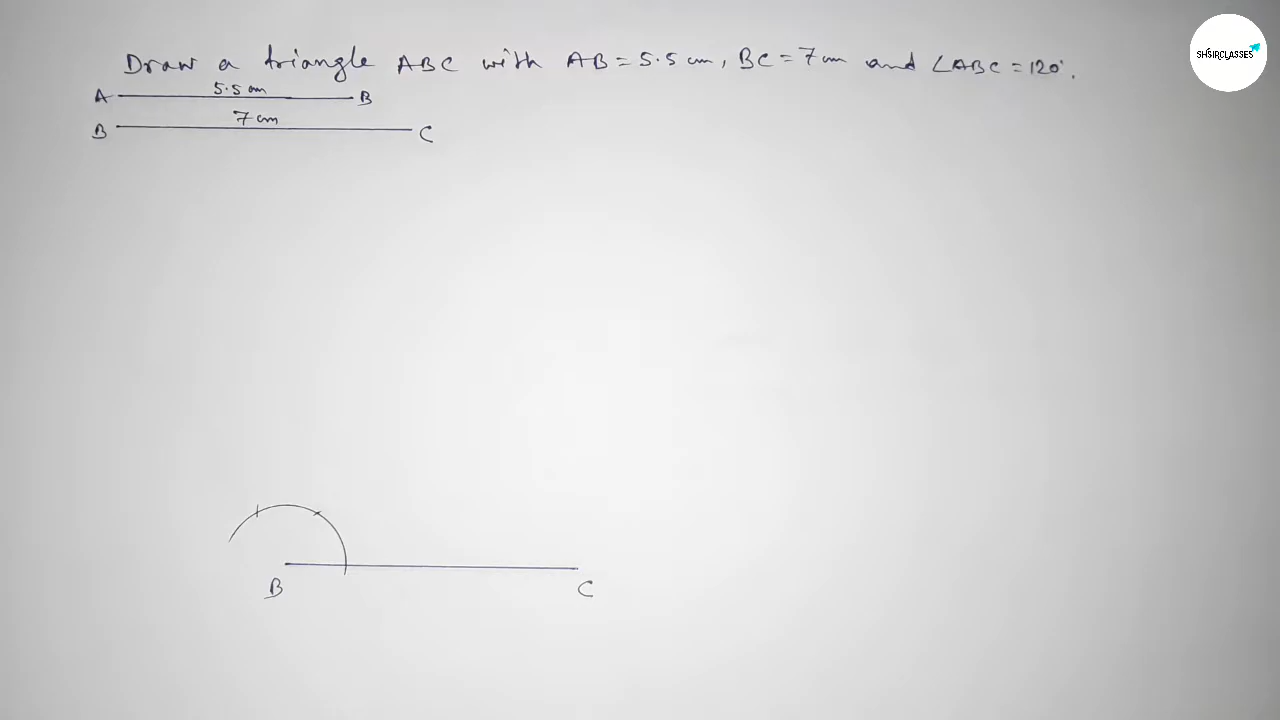 Draw a triangle ABC with AB = 5.5 cm, BC = 7 cm and ∠ABC = 120°.
A 5.5 cm B
B 7 cm C
B C
SHSIRCLASSES